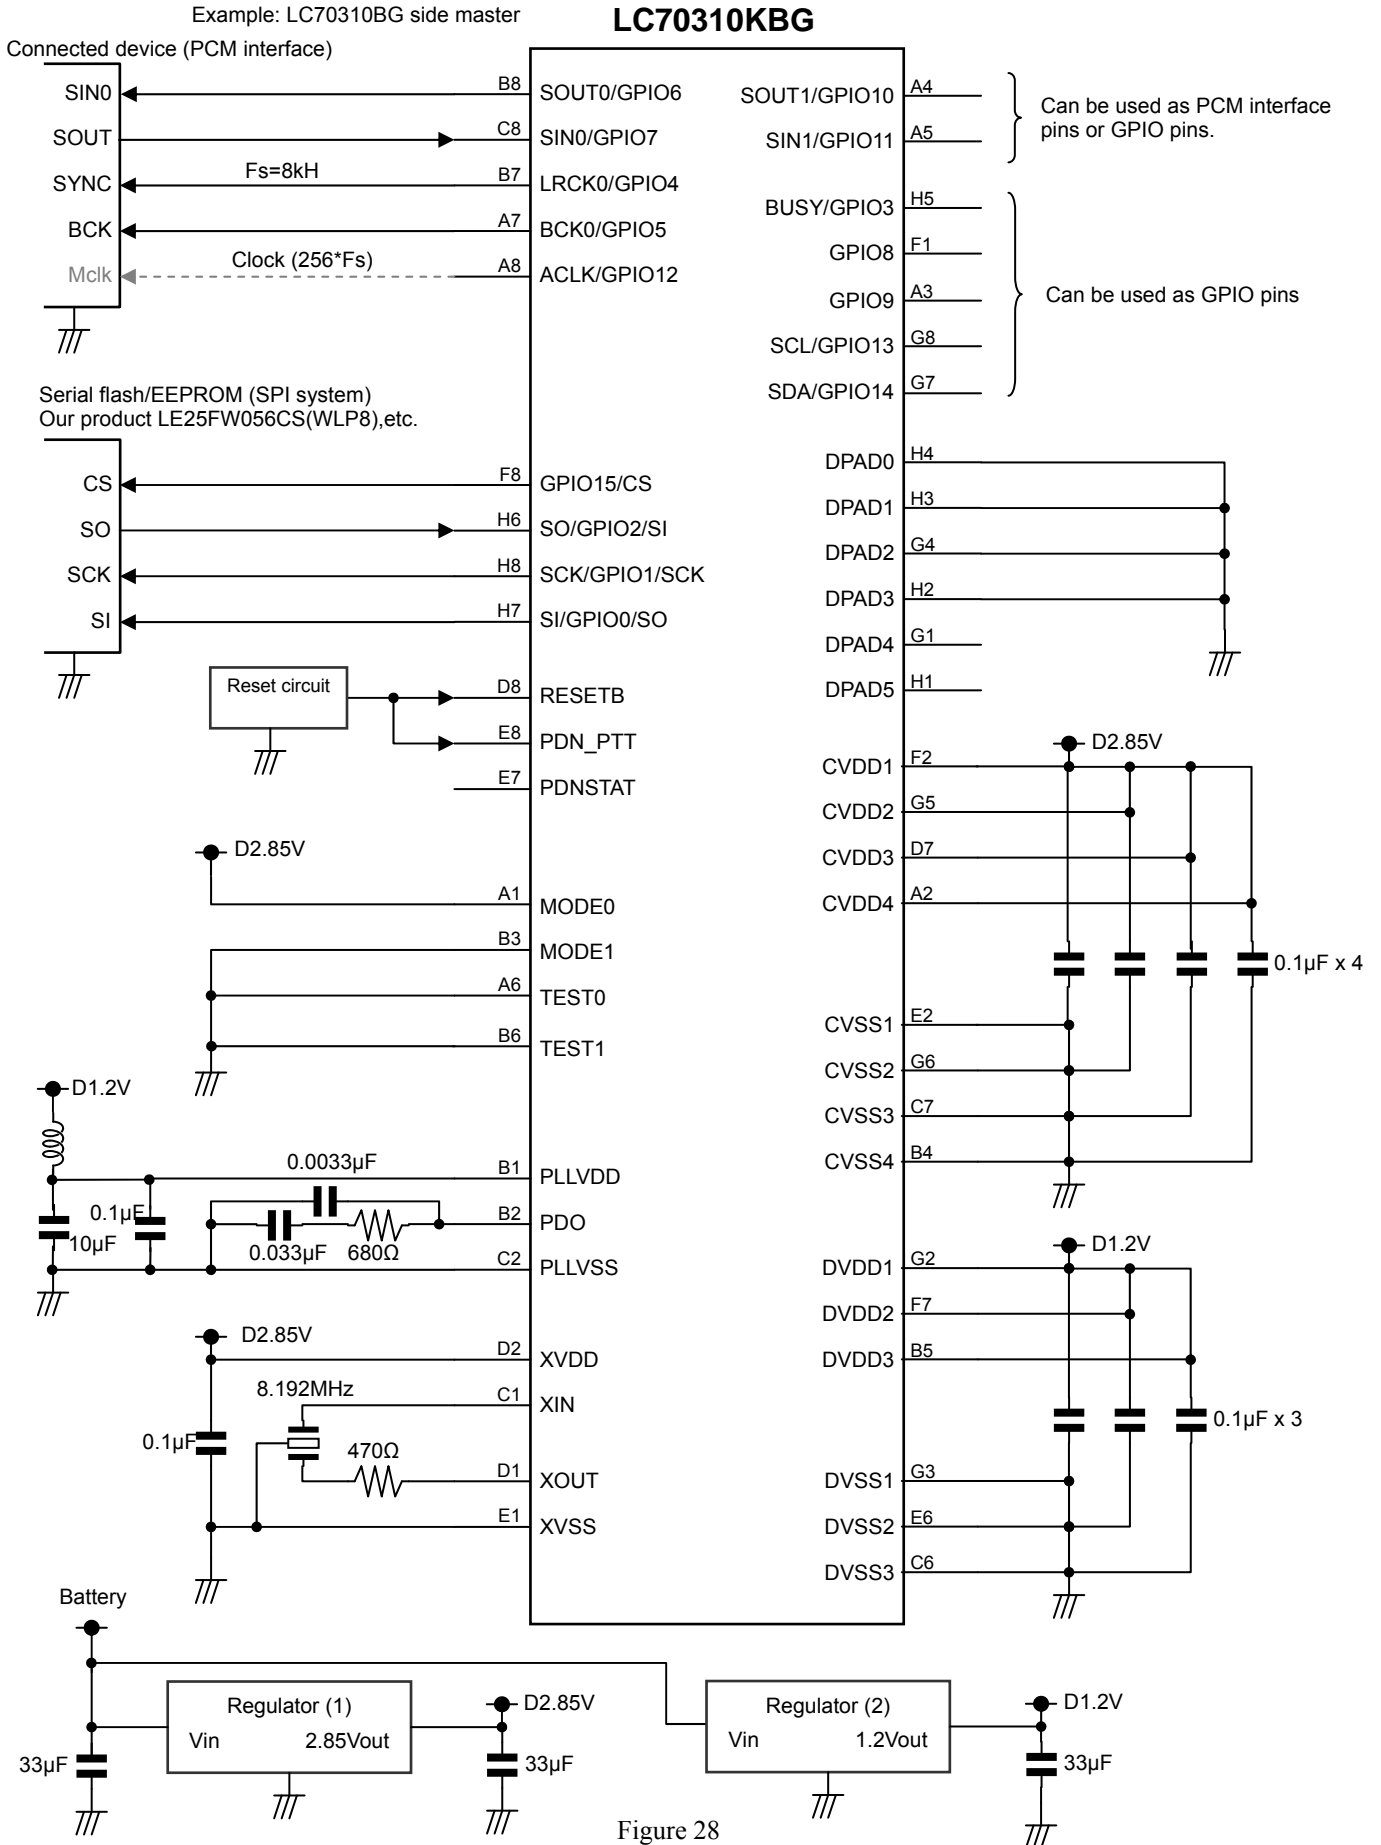 Example: LC70310BG side master
LC70310KBG
Connected device (PCM interface)
SIN0
B8
SOUT0/GPIO6
SOUT
C8
SIN0/GPIO7
SYNC
Fs=8kH
B7
LRCK0/GPIO4
BCK
A7
BCK0/GPIO5
Mclk
Clock (256*Fs)
A8
ACLK/GPIO12
SOUT1/GPIO10
A4
SIN1/GPIO11
A5
Can be used as PCM interface
pins or GPIO pins.
BUSY/GPIO3
H5
GPIO8
F1
GPIO9
A3
SCL/GPIO13
G8
SDA/GPIO14
G7
Can be used as GPIO pins
Serial flash/EEPROM (SPI system)
Our product LE25FW056CS(WLP8),etc.
CS
F8
GPIO15/CS
SO
H6
SO/GPIO2/SI
SCK
H8
SCK/GPIO1/SCK
SI
H7
SI/GPIO0/SO
DPAD0
H4
DPAD1
H3
DPAD2
G4
DPAD3
H2
DPAD4
G1
DPAD5
H1
Reset circuit
D8
RESETB
E8
PDN_PTT
E7
PDNSTAT
D2.85V
CVDD1
F2
CVDD2
G5
CVDD3
D7
CVDD4
A2
0.1µF x 4
CVSS1
E2
CVSS2
G6
CVSS3
C7
CVSS4
B4
D2.85V
A1
MODE0
B3
MODE1
A6
TEST0
B6
TEST1
D1.2V
0.0033µF
B1
PLLVDD
0.1µF
10µF
B2
PDO
0.033µF
680Ω
C2
PLLVSS
D1.2V
DVDD1
G2
DVDD2
F7
DVDD3
B5
0.1µF x 3
DVSS1
G3
DVSS2
E6
DVSS3
C6
D2.85V
D2
XVDD
8.192MHz
C1
XIN
0.1µF
470Ω
D1
XOUT
E1
XVSS
Battery
Regulator (1)
Vin
2.85Vout
D2.85V
33µF
33µF
Regulator (2)
Vin
1.2Vout
D1.2V
33µF
Figure 28